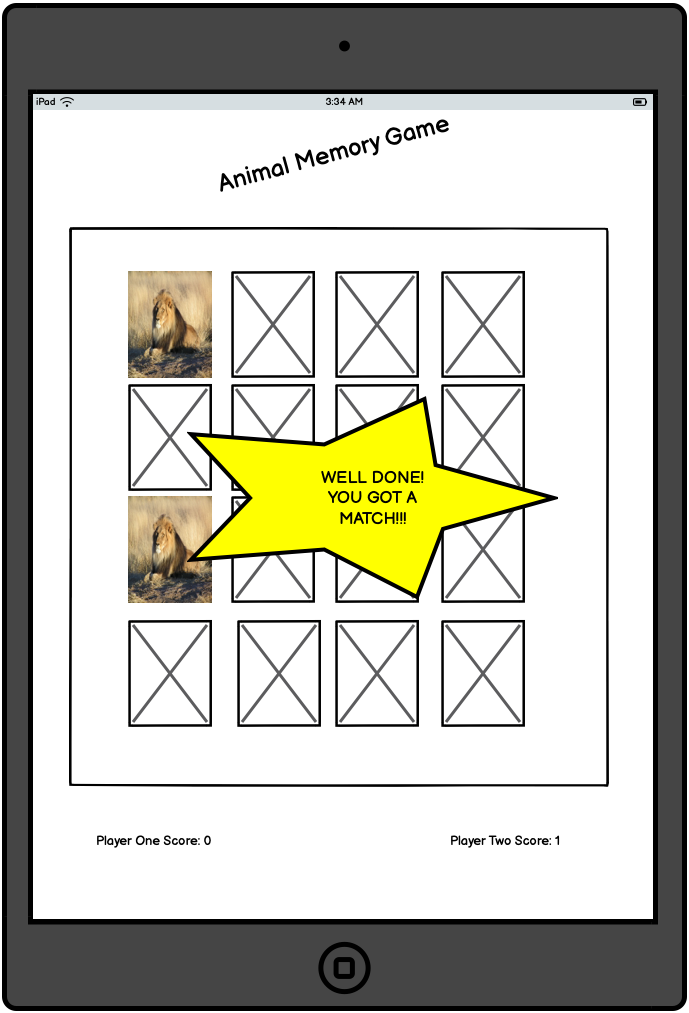 iPad
3:34 AM
Animal Memory Game
WELL DONE!
YOU GOT A
MATCH!!!
Player One Score: 0
Player Two Score: 1